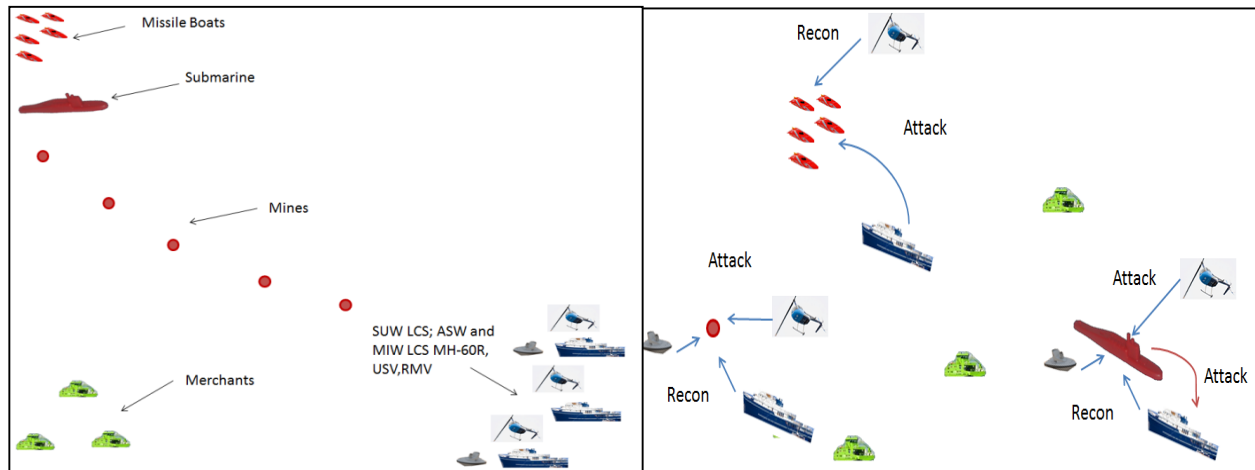 Missile Boats
Submarine
Mines
SUW LCS; ASW and
MIW LCS MH-60R,
USV,RMV
Merchants
Recon
Attack
Attack
Recon
Attack
Attack
Recon